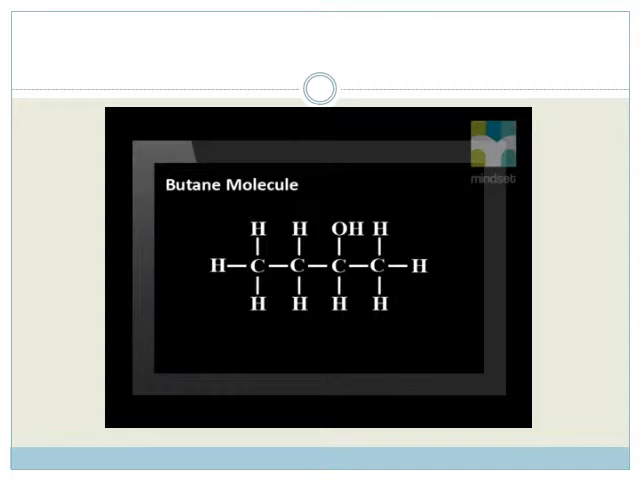 mindset
Butane Molecule
H H OH H
H C C C C H
H H H H